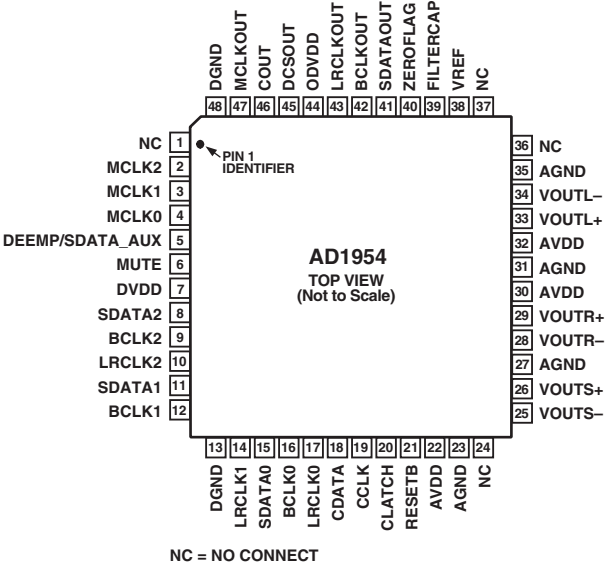 DGND
MCLKOUT
COUT
DCSOUT
ODVDD
LRCLKOUT
BCLKOUT
SDATAOUT
ZEROFLAG
FILTERCAP
VREF
NC
48 47 46 45 44 43 42 41 40 39 38 37
NC 1
MCLK2 2
MCLK1 3
MCLK0 4
DEEMP/SDATA_AUX 5
MUTE 6
DVDD 7
SDATA2 8
BCLK2 9
LRCLK2 10
SDATA1 11
BCLK1 12
PIN 1
IDENTIFIER
AD1954
TOP VIEW
(Not to Scale)
36 NC
35 AGND
34 VOUTL–
33 VOUTL+
32 AVDD
31 AGND
30 AVDD
29 VOUTR+
28 VOUTR–
27 AGND
26 VOUTS+
25 VOUTS–
13 14 15 16 17 18 19 20 21 22 23 24
DGND
LRCLK1
SDATA0
BCLK0
LRCLK0
CDATA
CCLK
CLATCH
RESETB
AVDD
AGND
NC
NC = NO CONNECT